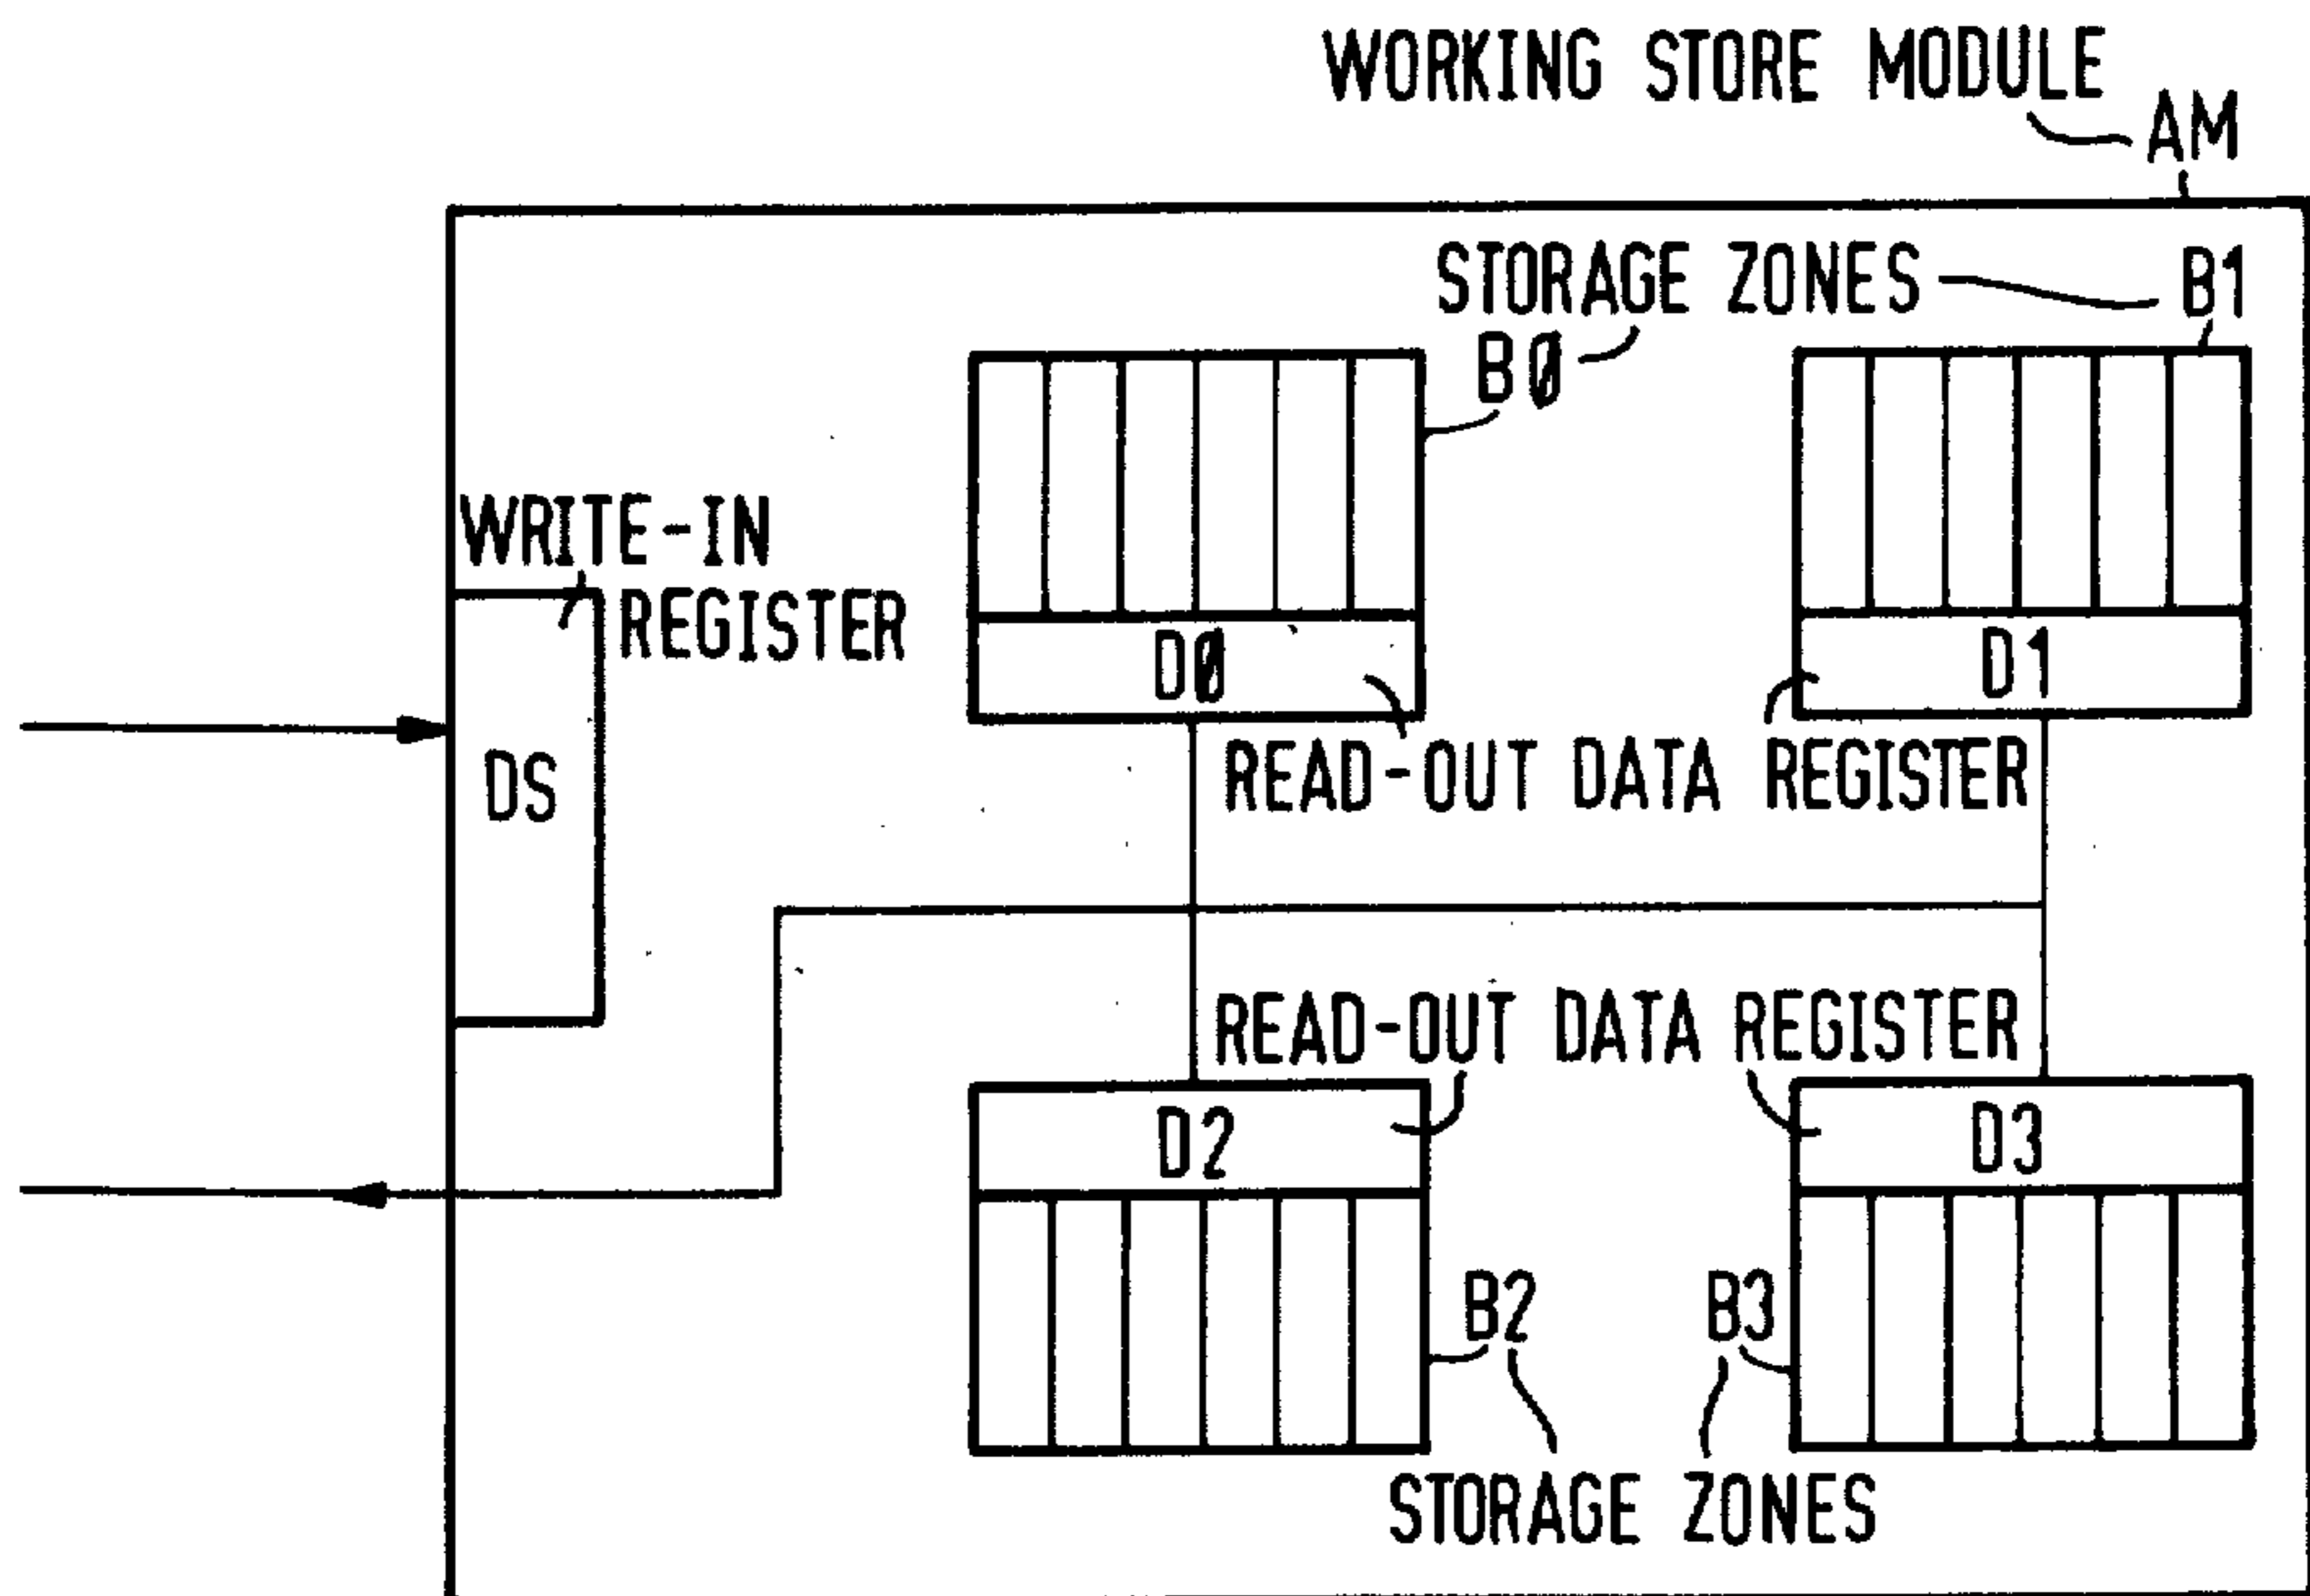 WORKING STORE MODULE
AM
STORAGE ZONES
B1
BØ
WRITE-IN
REGISTER
DØ
D1
DS
READ-OUT DATA REGISTER
READ-OUT DATA REGISTER
D2
D3
B2
B3
STORAGE ZONES